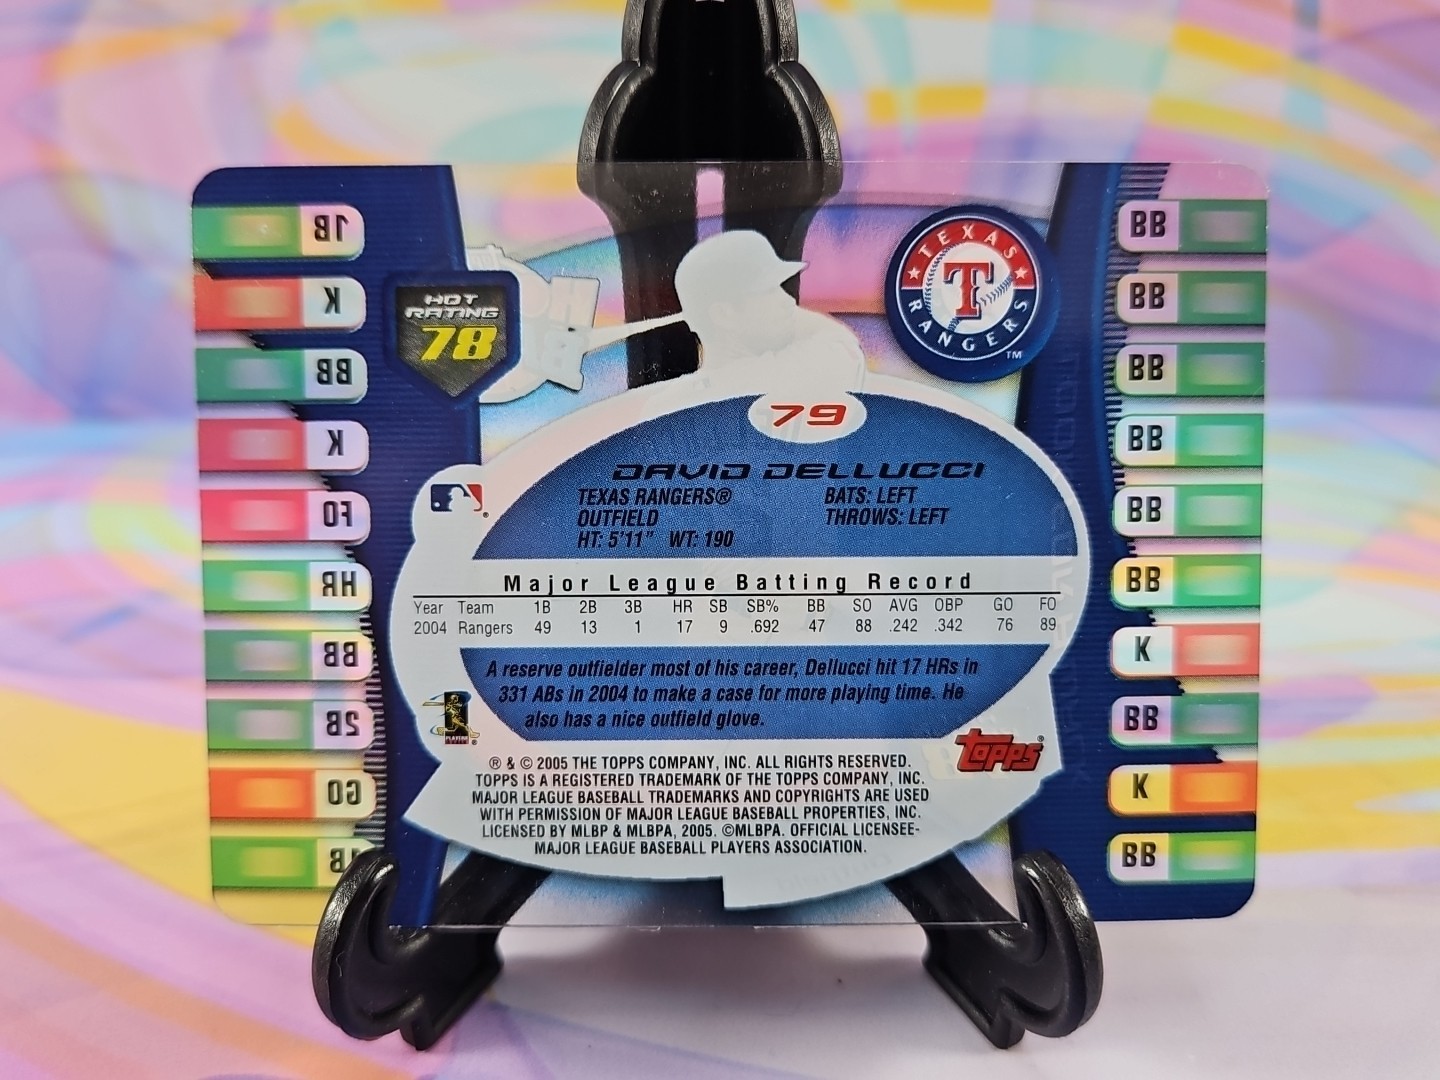 1B
K
BB
K
FO
HR
BB
2B
GO
1B
HOT
RATING
78
TEXAS
RANGERS
T
TM
79
DAVID DELLUCCI
TEXAS RANGERS® BATS: LEFT
OUTFIELD THROWS: LEFT
HT: 5'11" WT: 190
Major League Batting Record
Year Team 1B 2B 3B HR SB SB% BB SO AVG OBP GO FO
2004 Rangers 49 13 1 17 9 .692 47 88 .242 .342 76 89
A reserve outfielder most of his career, Dellucci hit 17 HRs in
331 ABs in 2004 to make a case for more playing time. He
also has a nice outfield glove.
topps®
® & © 2005 THE TOPPS COMPANY, INC. ALL RIGHTS RESERVED.
TOPPS IS A REGISTERED TRADEMARK OF THE TOPPS COMPANY, INC.
MAJOR LEAGUE BASEBALL TRADEMARKS AND COPYRIGHTS ARE USED
WITH PERMISSION OF MAJOR LEAGUE BASEBALL PROPERTIES, INC.
LICENSED BY MLBP & MLBPA, 2005. ©MLBPA. OFFICIAL LICENSEE-
MAJOR LEAGUE BASEBALL PLAYERS ASSOCIATION.
BB
BB
BB
BB
BB
BB
K
BB
K
BB